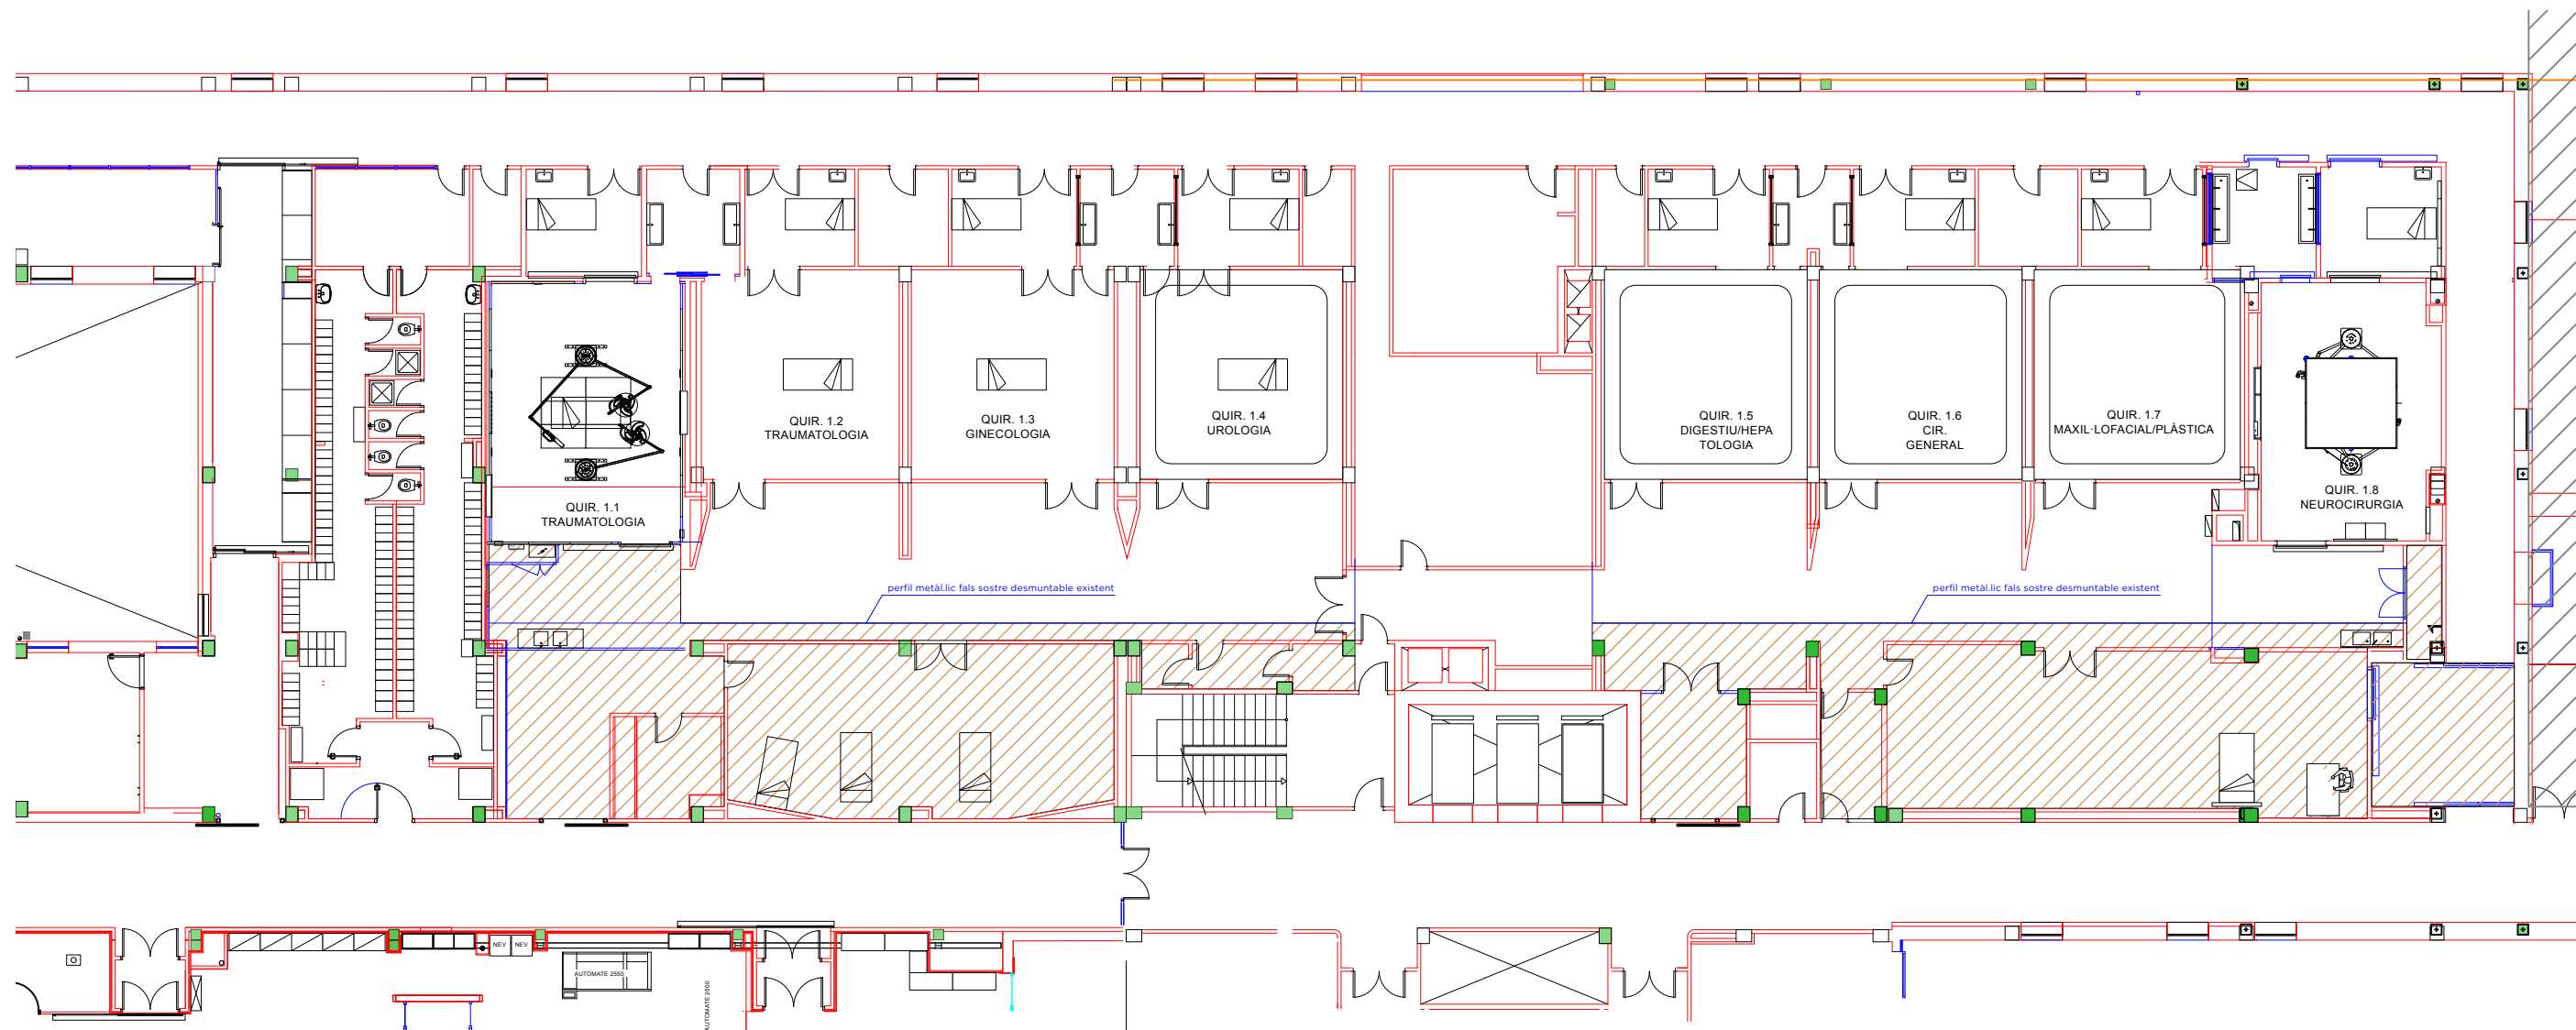 QUIR. 1.1
TRAUMATOLOGIA
QUIR. 1.2
TRAUMATOLOGIA
QUIR. 1.3
GINECOLOGIA
QUIR. 1.4
UROLOGIA
QUIR. 1.5
DIGESTIU/HEPA
TOLOGIA
QUIR. 1.6
CIR.
GENERAL
QUIR. 1.7
MAXIL·LOFACIAL/PLÀSTICA
QUIR. 1.8
NEUROCIRURGIA
perfil metàl.lic fals sostre desmuntable existent
perfil metàl.lic fals sostre desmuntable existent
NEV
NEV
AUTOMATE 2550
AUTOMATE 2500